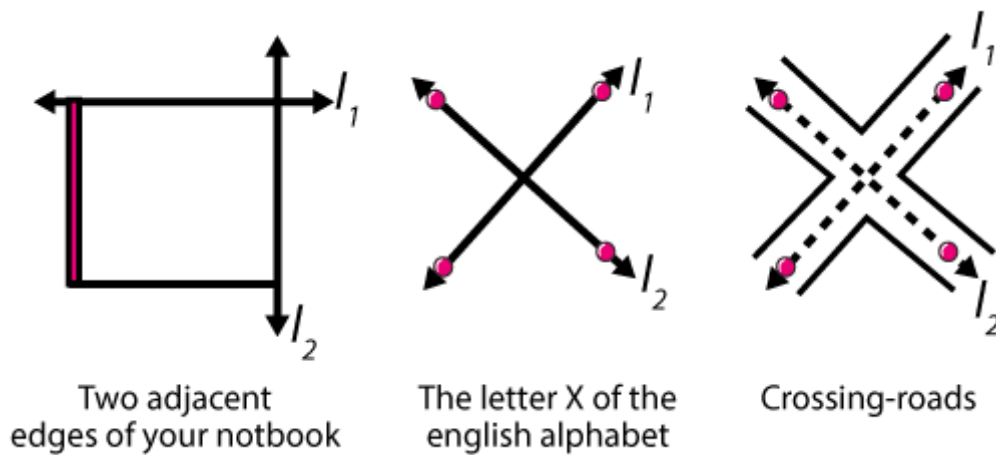 l₁
l₂
Two adjacent
edges of your notbook
l₁
l₂
The letter X of the
english alphabet
l₁
l₂
Crossing-roads